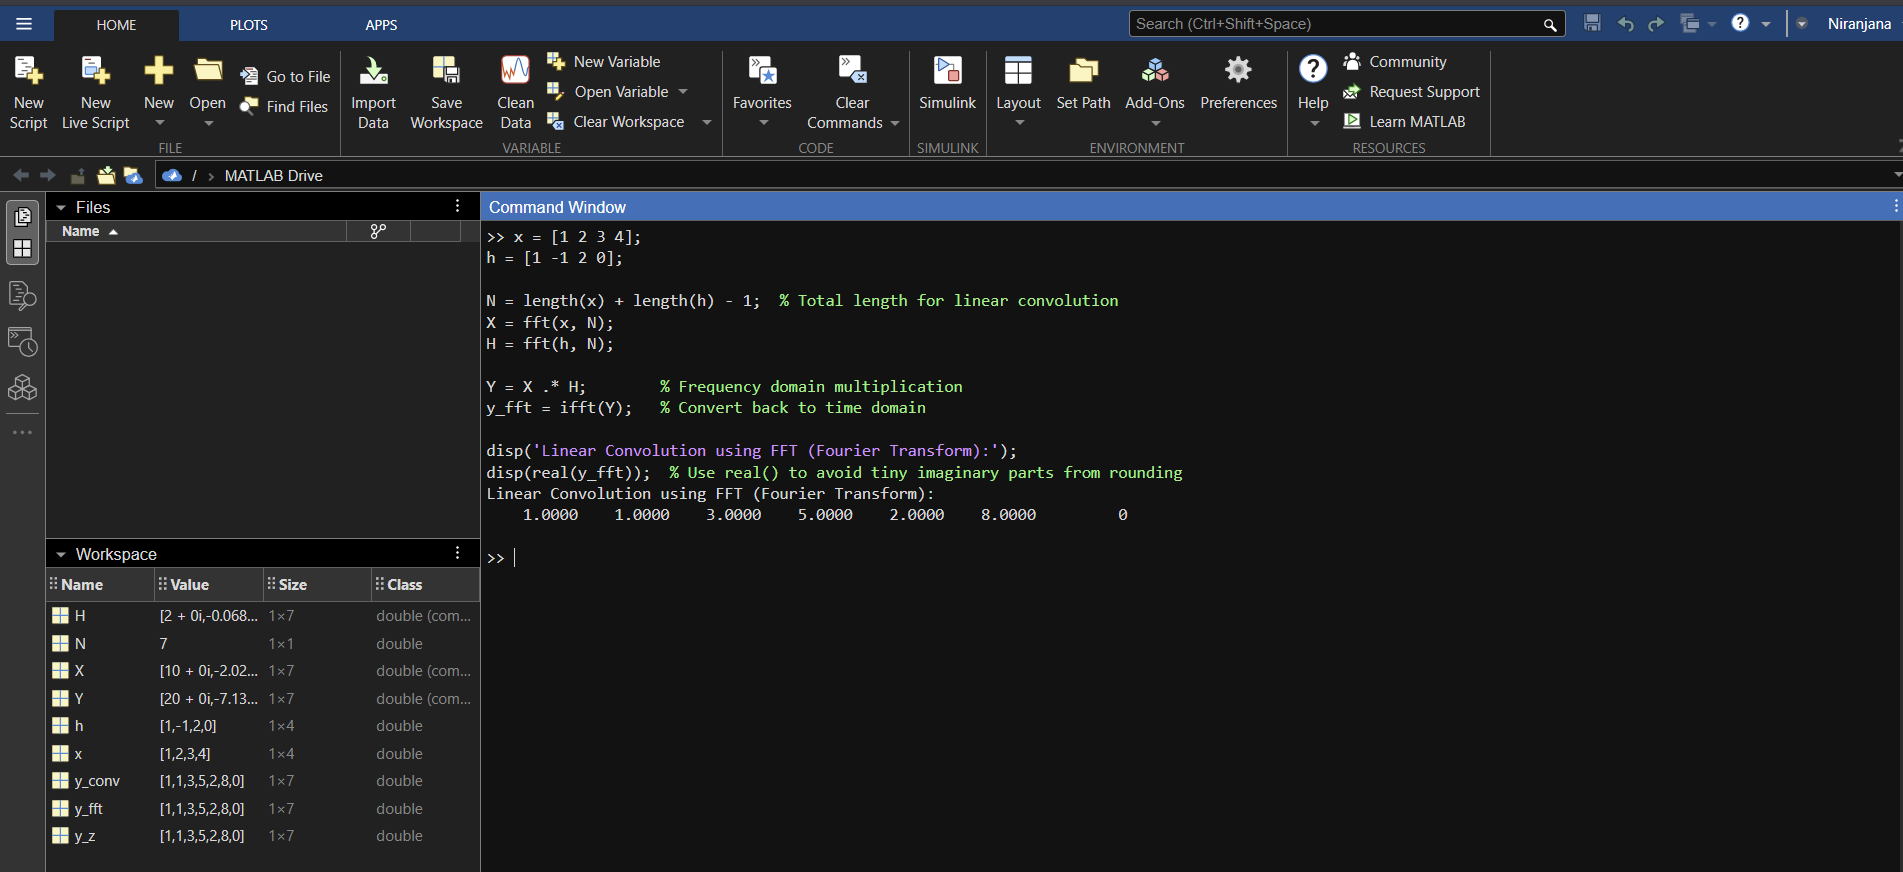 HOME PLOTS APPS Search (Ctrl+Shift+Space) Niranjana
New Script
New Live Script
New
Open
Go to File
Find Files
FILE
Import Data
Save Workspace
Clean Data
New Variable
Open Variable
Clear Workspace
VARIABLE
Favorites
Clear Commands
CODE
Simulink
SIMULINK
Layout
Set Path
Add-Ons
Preferences
ENVIRONMENT
Help
Community
Request Support
Learn MATLAB
RESOURCES
/ › MATLAB Drive
Files
Name
Command Window
>> x = [1 2 3 4];
h = [1 -1 2 0];
N = length(x) + length(h) - 1;  % Total length for linear convolution
X = fft(x, N);
H = fft(h, N);
Y = X .* H;        % Frequency domain multiplication
y_fft = ifft(Y);   % Convert back to time domain
disp('Linear Convolution using FFT (Fourier Transform):');
disp(real(y_fft));  % Use real() to avoid tiny imaginary parts from rounding
Linear Convolution using FFT (Fourier Transform):
1.0000    1.0000    3.0000    5.0000    2.0000    8.0000         0
>>
Workspace
Name Value Size Class
H [2 + 0i,-0.068... 1×7 double (com...
N 7 1×1 double
X [10 + 0i,-2.02... 1×7 double (com...
Y [20 + 0i,-7.13... 1×7 double (com...
h [1,-1,2,0] 1×4 double
x [1,2,3,4] 1×4 double
y_conv [1,1,3,5,2,8,0] 1×7 double
y_fft [1,1,3,5,2,8,0] 1×7 double
y_z [1,1,3,5,2,8,0] 1×7 double